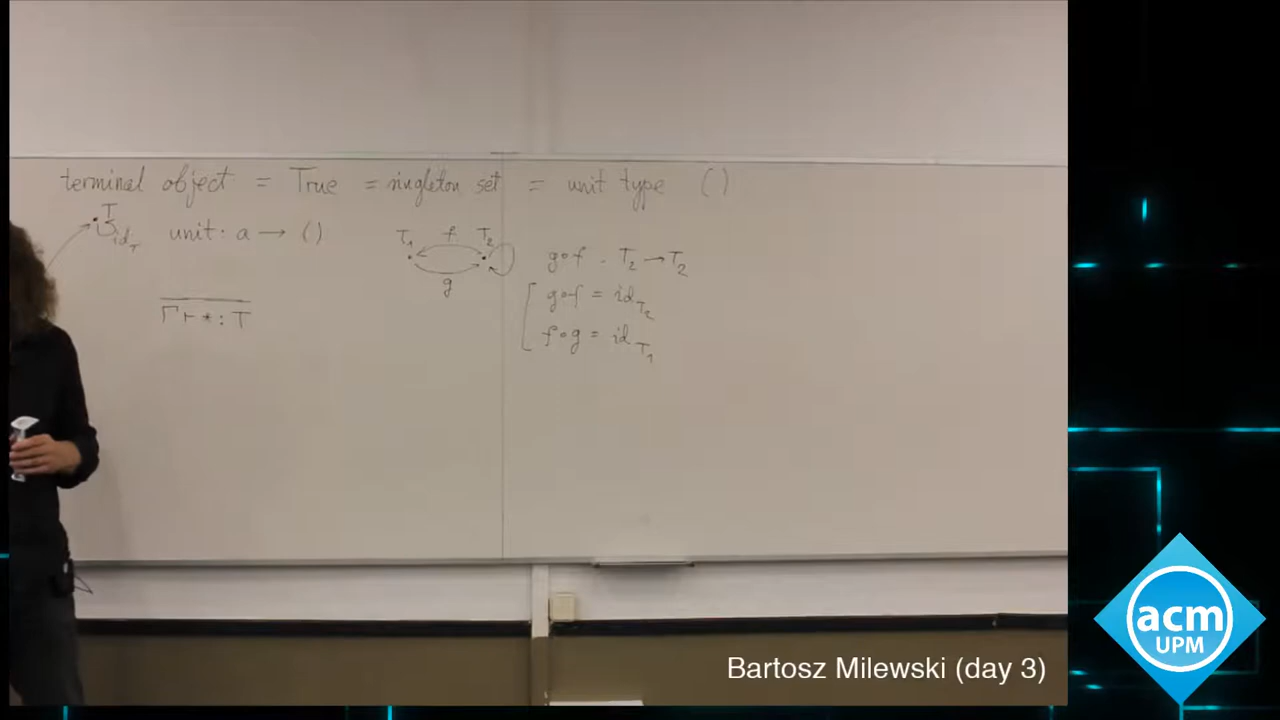 terminal object = True = singleton set = unit type ()
T
id_T
unit: a → ()
Γ ⊢ * : T
T₁ f T₂
g
g∘f . T₂ → T₂
g∘f = id_T₂
f∘g = id_T₁
Bartosz Milewski (day 3)
acm
UPM